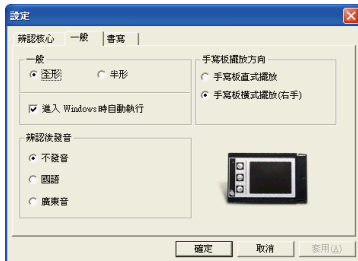 設定
辨認核心 一般 書寫
一般
全形 半形
進入 Windows 時自動執行
手寫板擺放方向
手寫板直式擺放
手寫板橫式擺放(右手)
辨認後發音
不發音
國語
廣東音
確定 取消 套用(A)